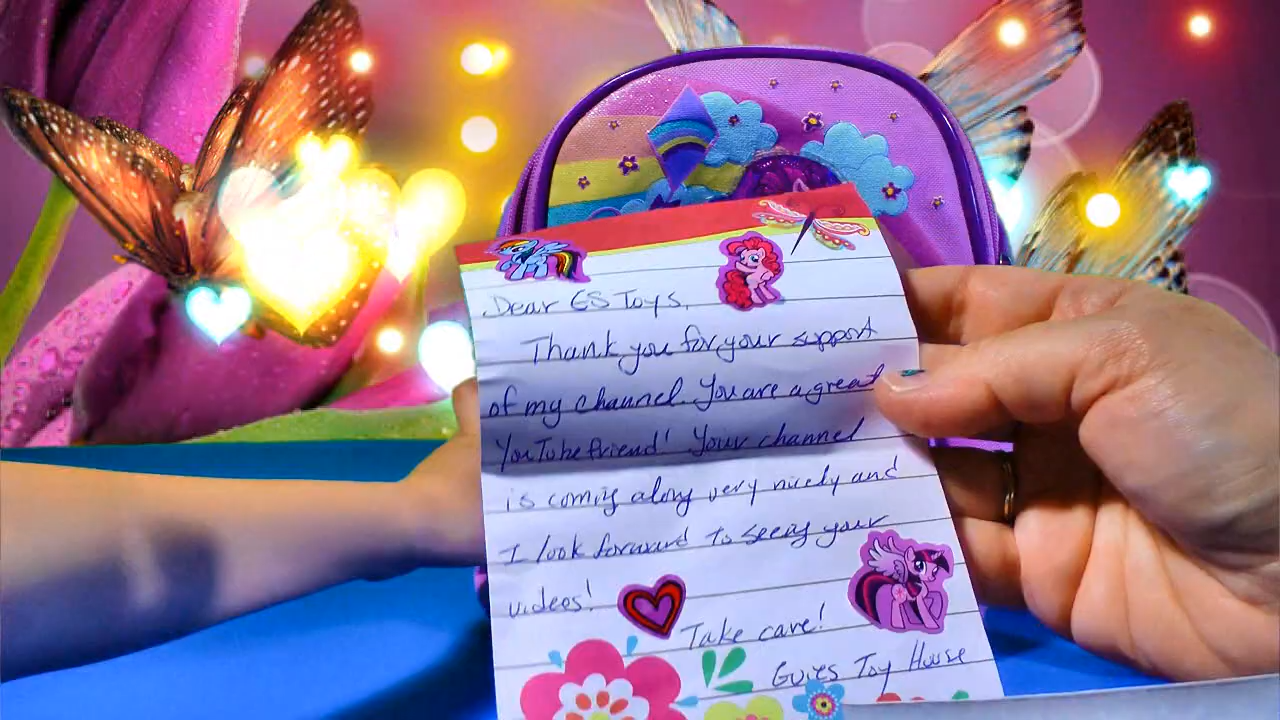 Dear ES Toys,
Thank you for your support
of my channel. You are a great
YouTube friend! Your channel
is coming along very nicely and
I look forward to seeing your
videos!
Take care!
Guies Toy House